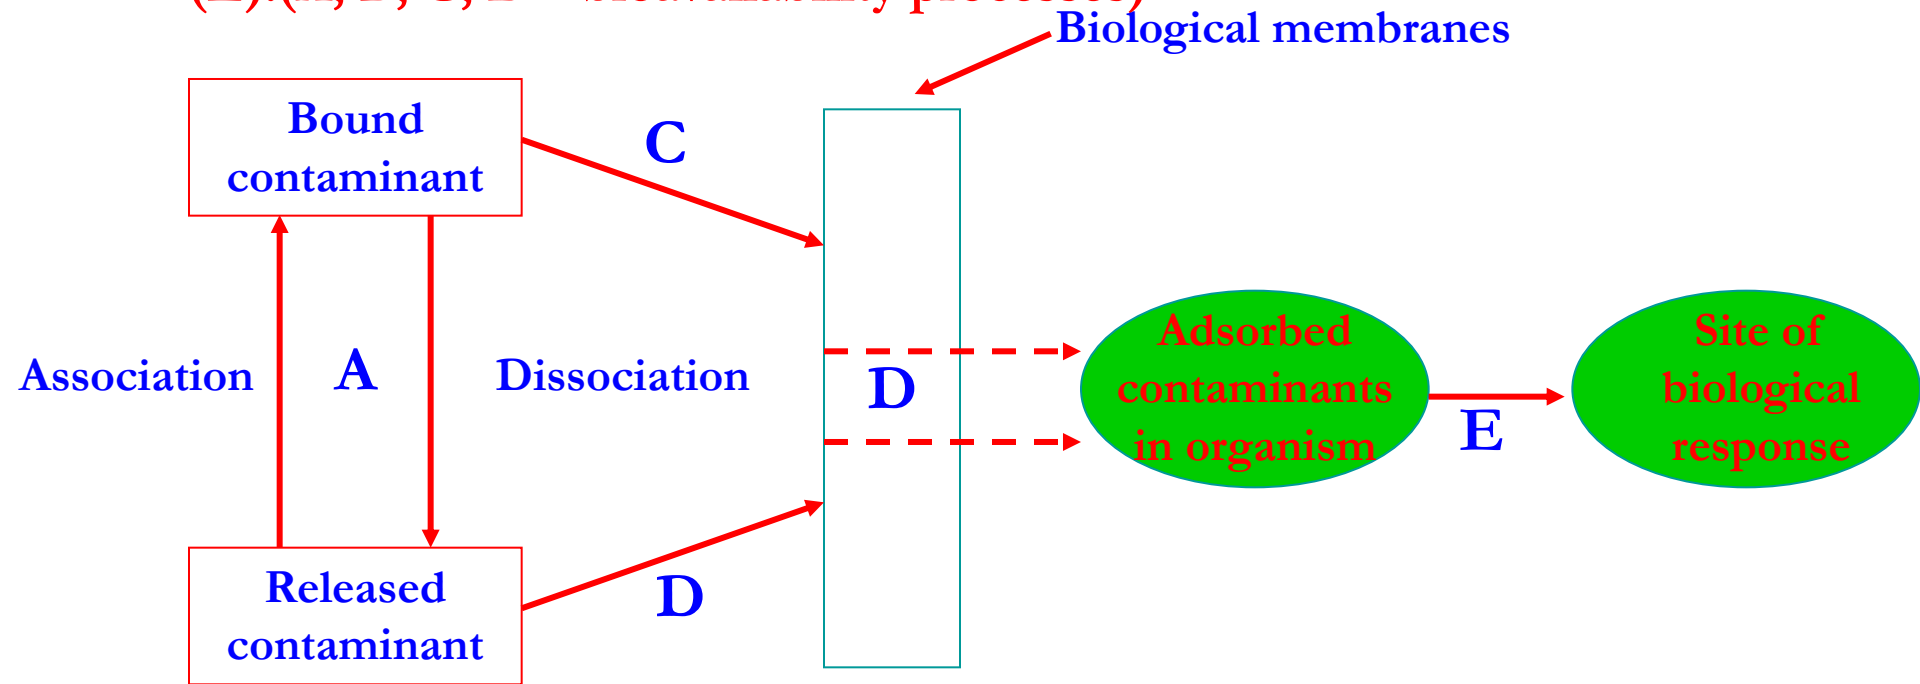 Biological membranes
Bound
contaminant
C
Association
A
Dissociation
D
Adsorbed
contaminants
in organism
E
Site of
biological
response
Released
contaminant
D